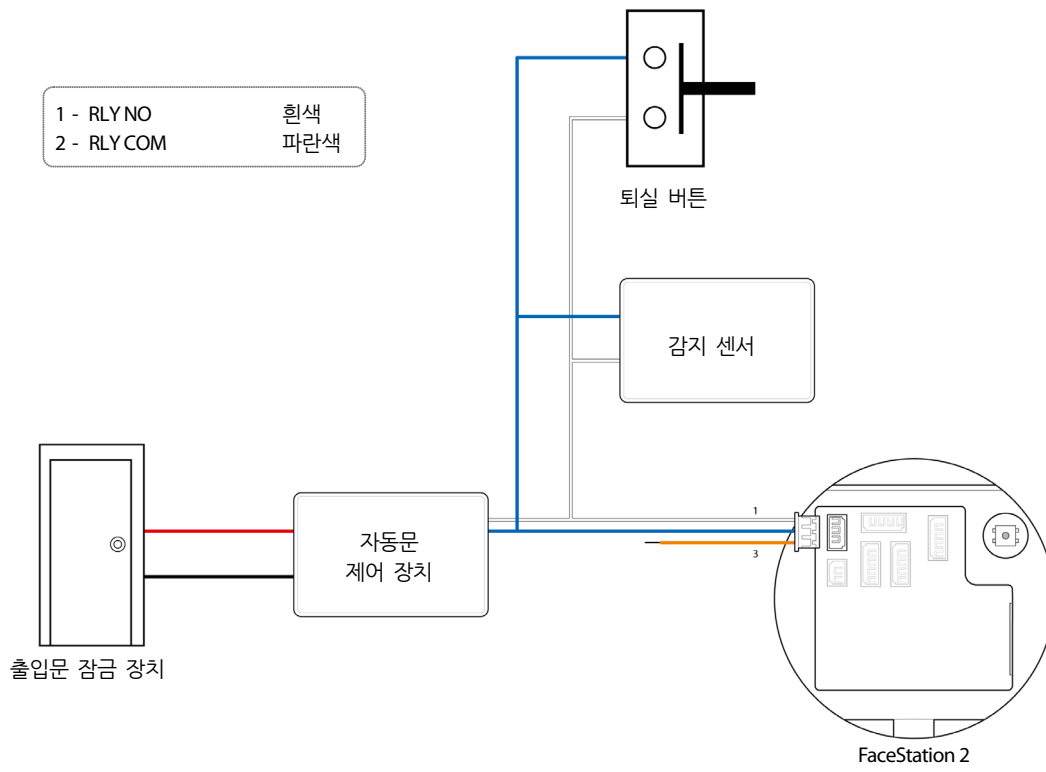 1 - RLY NO 흰색
2 - RLY COM 파란색
퇴실 버튼
감지 센서
자동문
제어 장치
1
3
출입문 잠금 장치
FaceStation 2